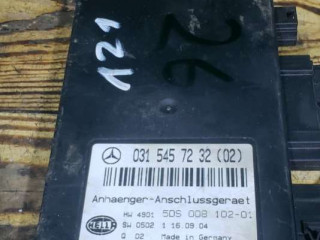 121
26
031 545 72 32 (02)
Anhaenger-Anschlussgeraet
HW 4901 5DS 008 102-01
HELLA SW 0502 1 16.09.04
Q 02 Made in Germany